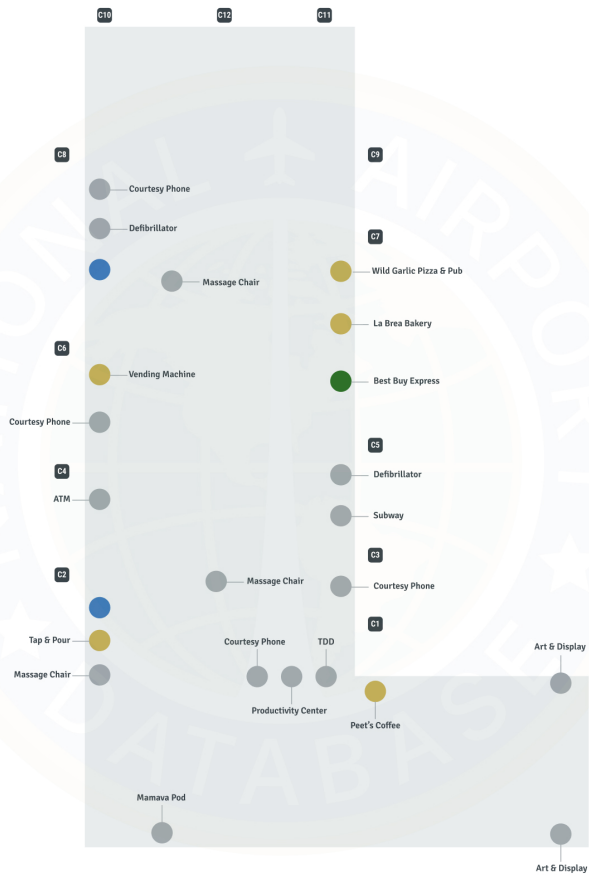 C10
C12
C11
C8
C9
Courtesy Phone
Defibrillator
C7
Wild Garlic Pizza & Pub
Massage Chair
La Brea Bakery
C6
Vending Machine
Best Buy Express
Courtesy Phone
C5
C4
Defibrillator
ATM
Subway
C3
C2
Massage Chair
Courtesy Phone
C1
Tap & Pour
Courtesy Phone
TDD
Art & Display
Massage Chair
Productivity Center
Peet's Coffee
Mamava Pod
Art & Display
AIRPORT
DATABASE